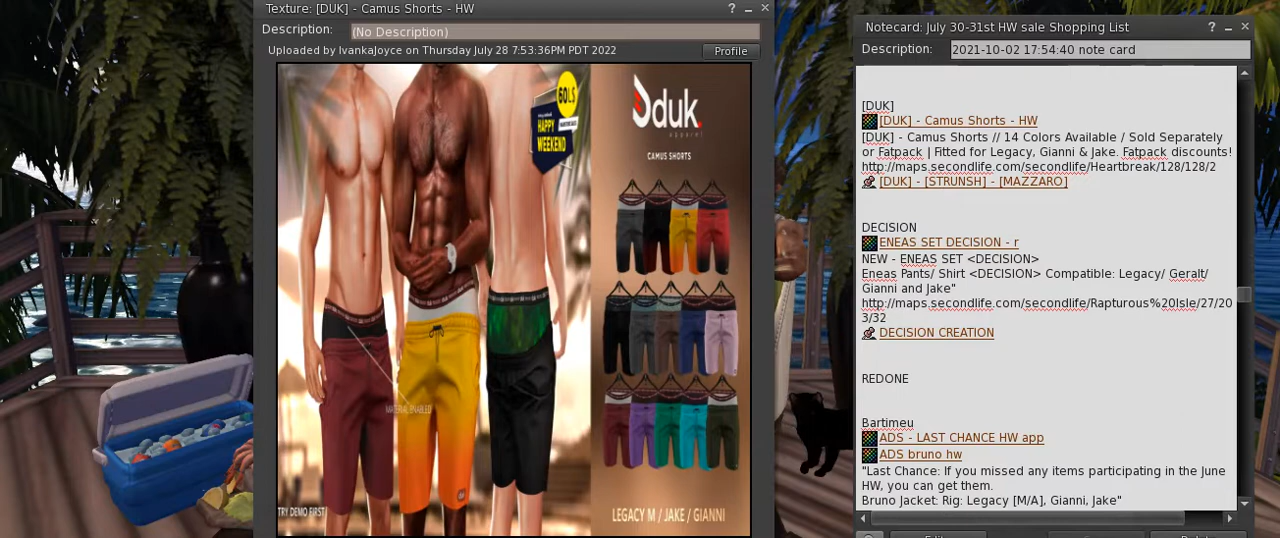 Texture: [DUK] - Camus Shorts - HW
Description: (No Description)
Uploaded by IvankaJoyce on Thursday July 28 7:53:36PM PDT 2022
Profile
60L$
HAPPY
WEEKEND
duk.
apparel
CAMUS SHORTS
MATERIAL ENABLED
TRY DEMO FIRST
LEGACY M / JAKE / GIANNI
Notecard: July 30-31st HW sale Shopping List
Description: 2021-10-02 17:54:40 note card
[DUK]
[DUK] - Camus Shorts - HW
[DUK] - Camus Shorts // 14 Colors Available / Sold Separately
or Fatpack | Fitted for Legacy, Gianni & Jake. Fatpack discounts!
http://maps.secondlife.com/secondlife/Heartbreak/128/128/2
[DUK] - [STRUNSH] - [MAZZARO]
DECISION
ENEAS SET DECISION - r
NEW - ENEAS SET <DECISION>
Eneas Pants/ Shirt <DECISION> Compatible: Legacy/ Geralt/
Gianni and Jake"
http://maps.secondlife.com/secondlife/Rapturous%20Isle/27/20
3/32
DECISION CREATION
REDONE
Bartimeu
ADS - LAST CHANCE HW app
ADS bruno hw
"Last Chance: If you missed any items participating in the June
HW, you can get them.
Bruno Jacket: Rig: Legacy [M/A], Gianni, Jake"